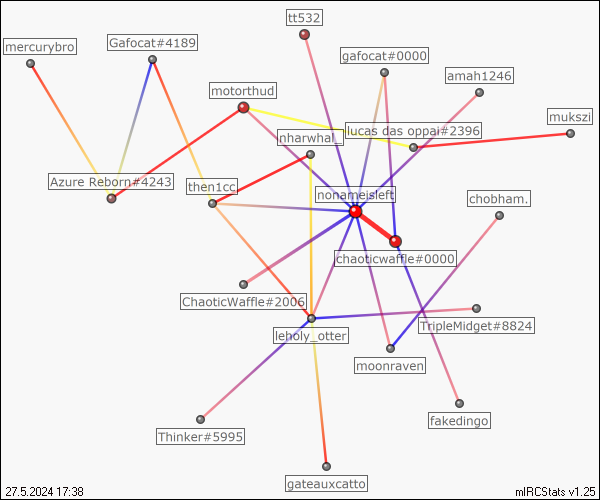 tt532
mercurybro
Gafocat#4189
gafocat#0000
amah1246
motorthud
mukszi
nharwhal_
lucas das oppai#2396
Azure Reborn#4243
then1cc
nonameisleft
chobham.
chaoticwaffle#0000
ChaoticWaffle#2006
TripleMidget#8824
leholy_otter
moonraven
fakedingo
Thinker#5995
gateauxcatto
27.5.2024 17:38
mIRCStats v1.25